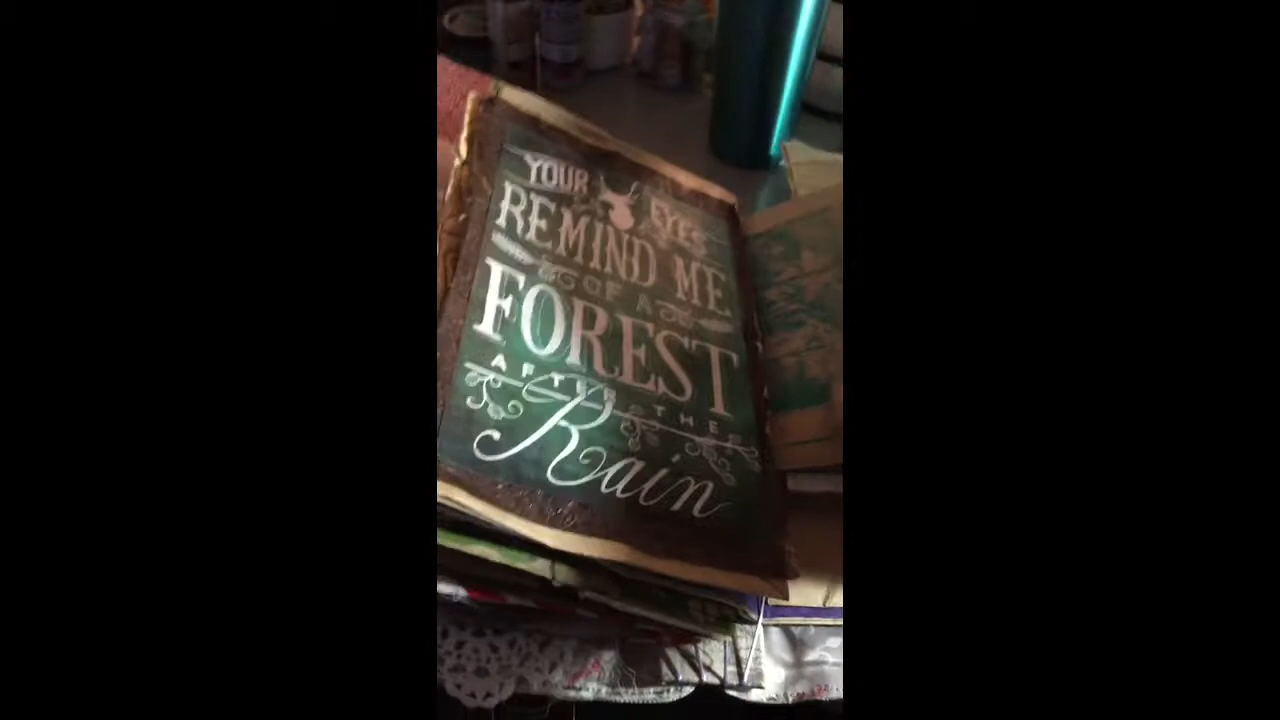 YOUR EYES
REMIND ME
OF A
FOREST
AFTER THE
Rain